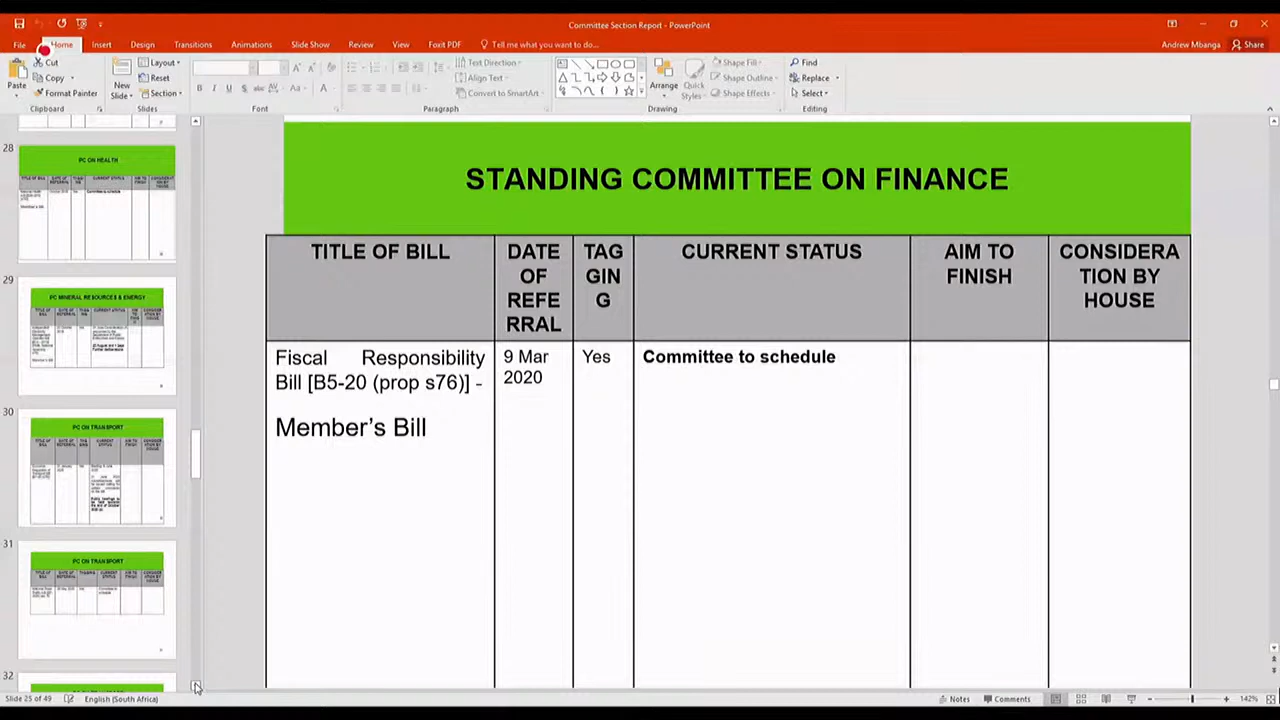 Committee Section Report - PowerPoint
File Home Insert Design Transitions Animations Slide Show Review View Foxit PDF Tell me what you want to do... Andrew Mbanga Share
Paste
Cut
Copy
Format Painter
Clipboard
New Slide
Layout
Reset
Section
Slides
Font
Text Direction
Align Text
Convert to SmartArt
Paragraph
Arrange
Quick Styles
Shape Fill
Shape Outline
Shape Effects
Drawing
Find
Replace
Select
Editing
28
PC ON HEALTH
29
PC MINERAL RESOURCES & ENERGY
30
PC ON TRANSPORT
31
PC ON TRANSPORT
32
STANDING COMMITTEE ON FINANCE
TITLE OF BILL
DATE
OF
REFE
RRAL
TAG
GIN
G
CURRENT STATUS
AIM TO
FINISH
CONSIDERA
TION BY
HOUSE
Fiscal Responsibility
Bill [B5-20 (prop s76)] -
Member's Bill
9 Mar
2020
Yes
Committee to schedule
Slide 25 of 49 English (South Africa) Notes Comments 142%